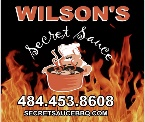 WILSON'S
Secret Sauce
484.453.8608
SECRETSAUCEBBQ.COM